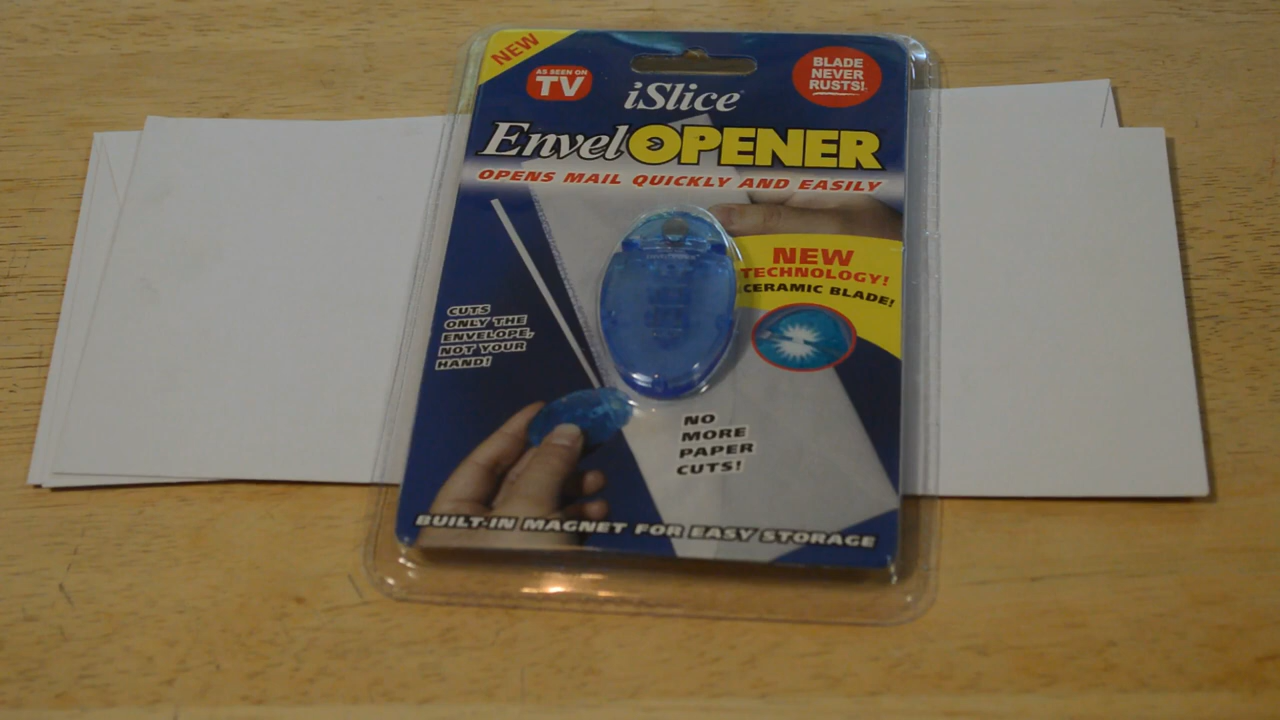 NEW
AS SEEN ON
TV
BLADE
NEVER
RUSTS!
iSlice
EnvelOPENER
OPENS MAIL QUICKLY AND EASILY
NEW
TECHNOLOGY!
CERAMIC BLADE!
CUTS
ONLY THE
ENVELOPE,
NOT YOUR
HAND!
NO
MORE
PAPER
CUTS!
BUILT-IN MAGNET FOR EASY STORAGE